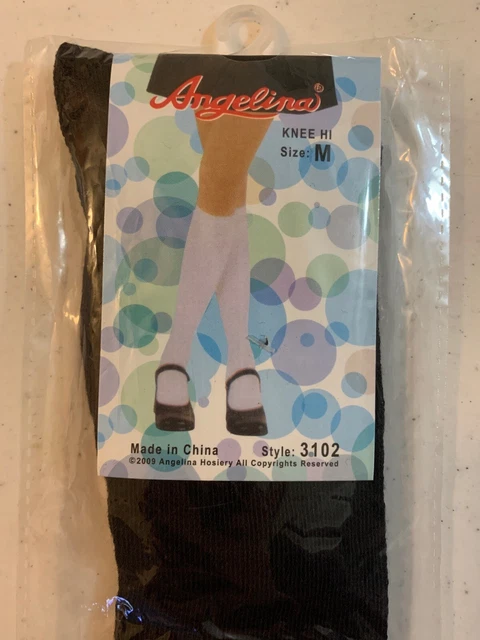 Angelina®
KNEE HI
Size: M
Made in China Style: 3102
©2009 Angelina Hosiery All Copyrights Reserved